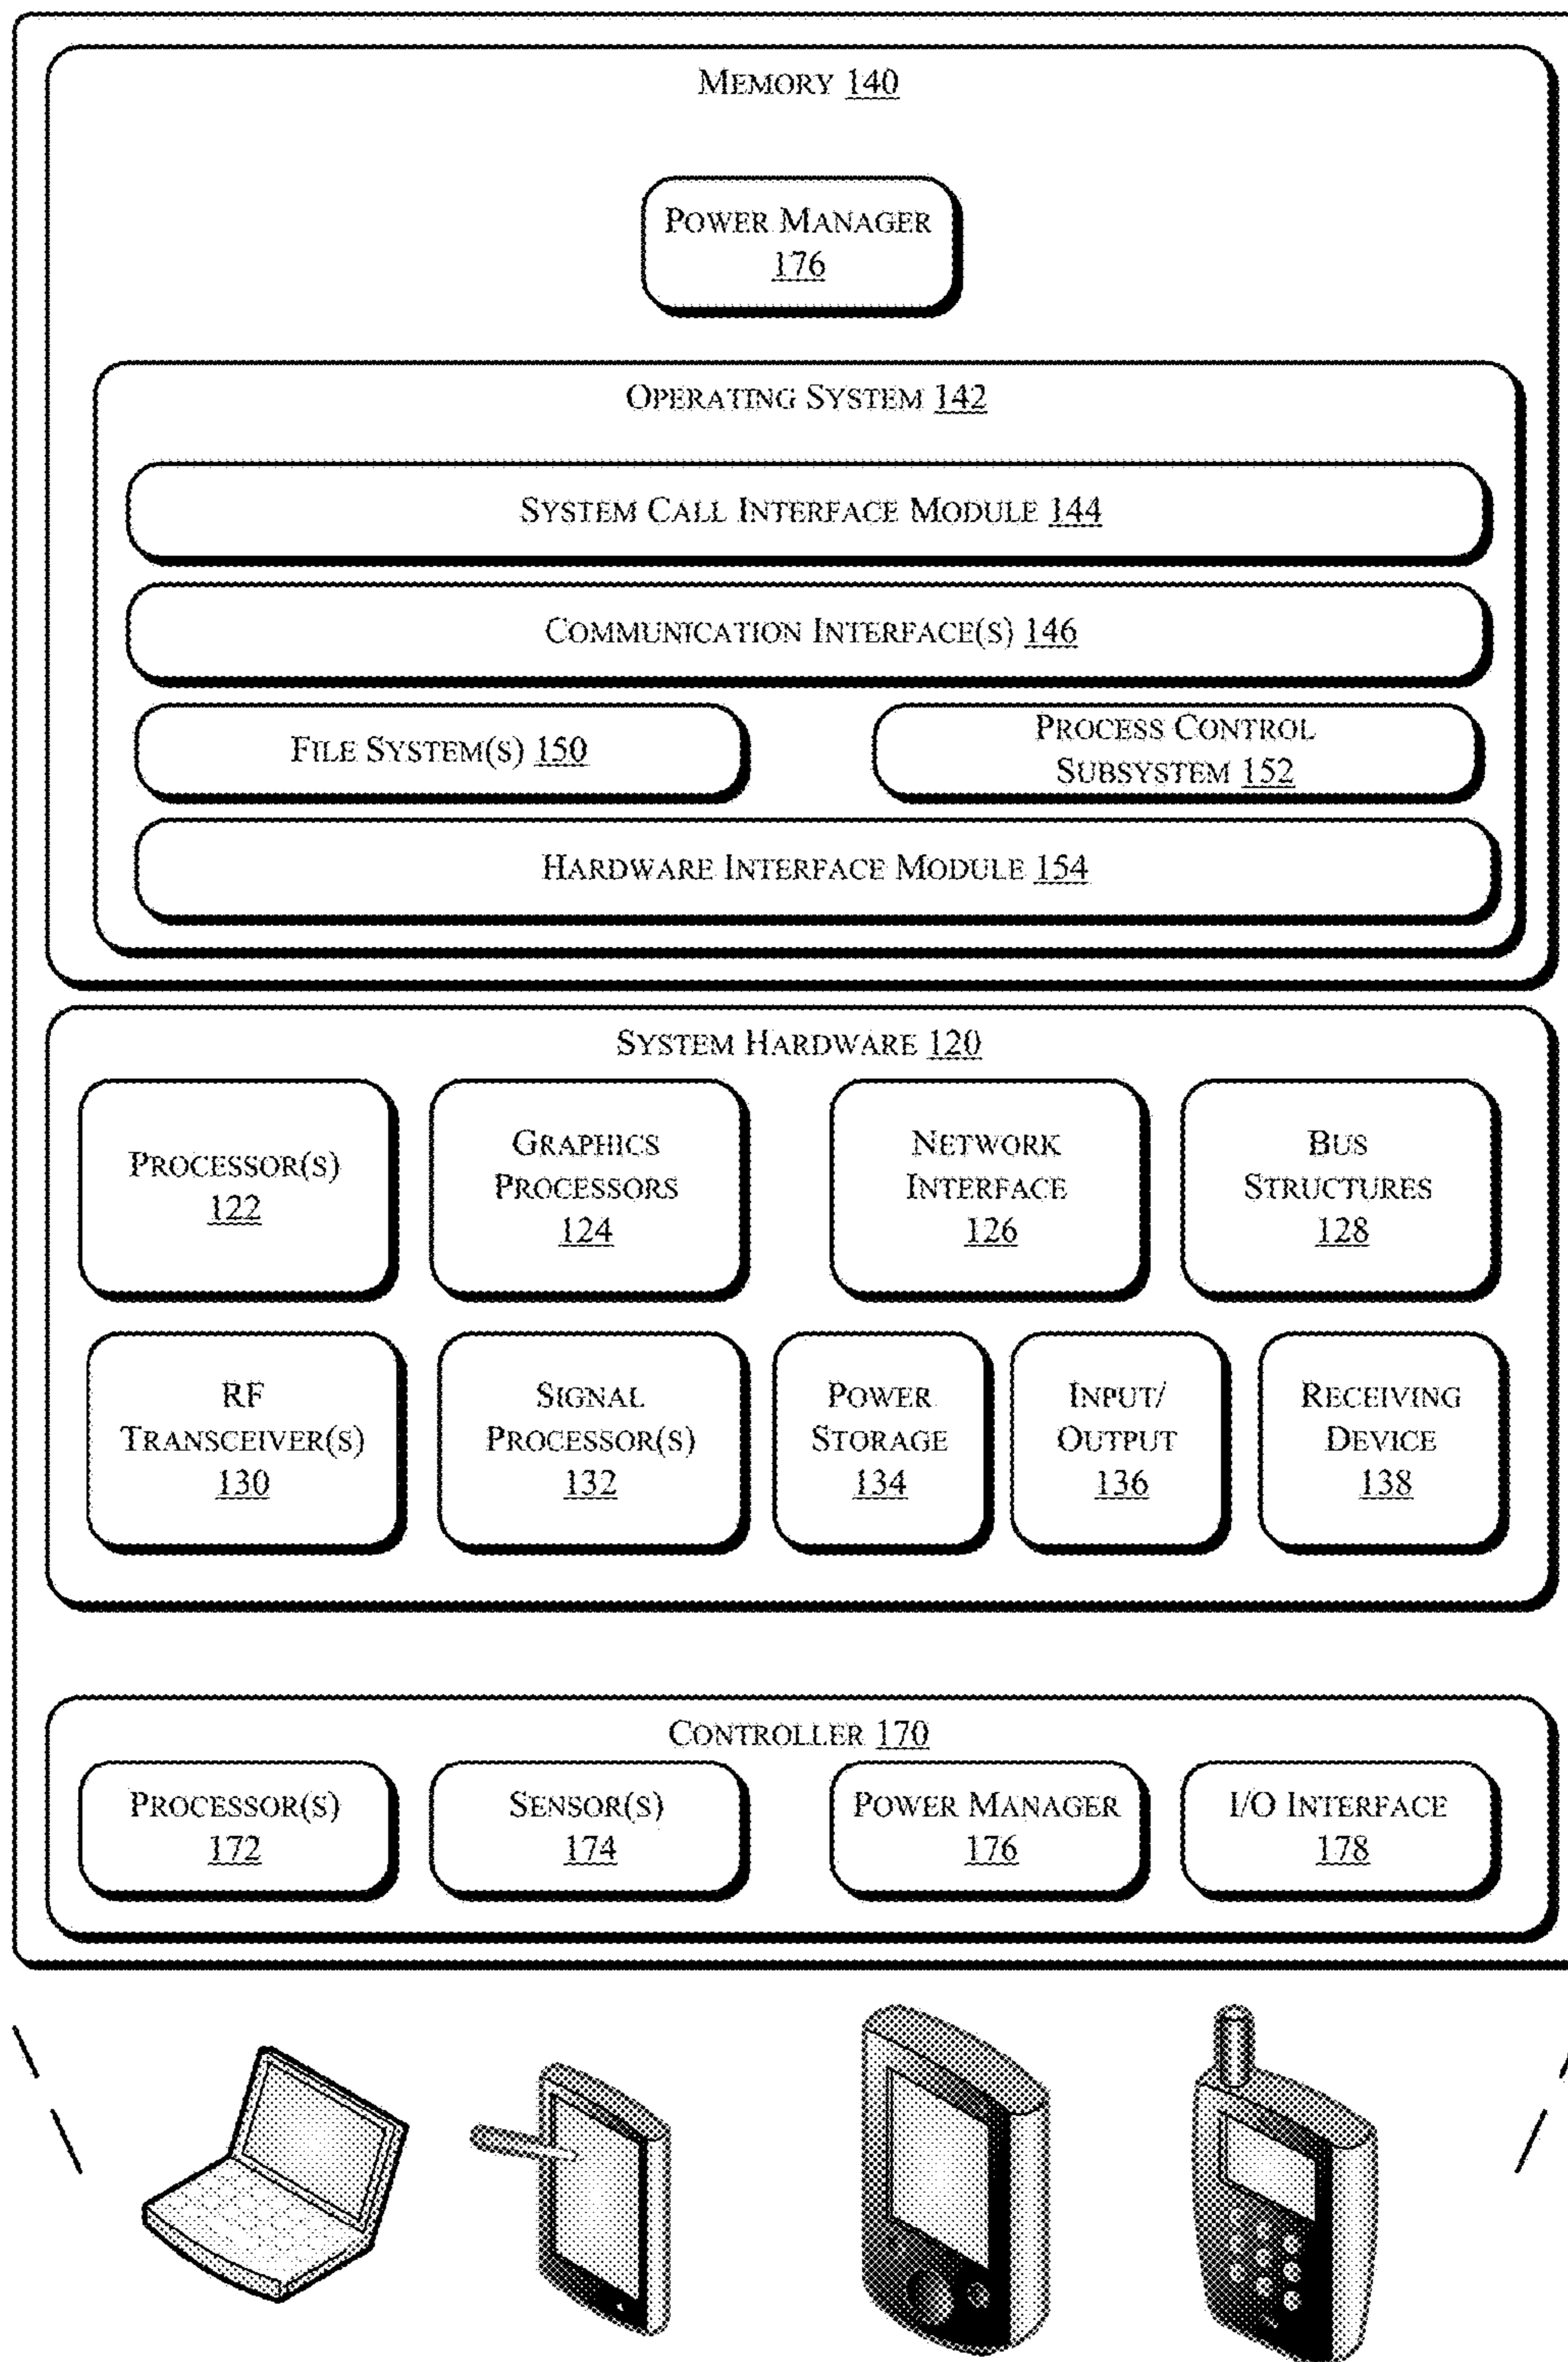 MEMORY 140
POWER MANAGER
176
OPERATING SYSTEM 142
SYSTEM CALL INTERFACE MODULE 144
COMMUNICATION INTERFACE(S) 146
FILE SYSTEM(S) 150
PROCESS CONTROL
SUBSYSTEM 152
HARDWARE INTERFACE MODULE 154
SYSTEM HARDWARE 120
PROCESSOR(S)
122
GRAPHICS
PROCESSORS
124
NETWORK
INTERFACE
126
BUS
STRUCTURES
128
RF
TRANSCEIVER(S)
130
SIGNAL
PROCESSOR(S)
132
POWER
STORAGE
134
INPUT/
OUTPUT
136
RECEIVING
DEVICE
138
CONTROLLER 170
PROCESSOR(S)
172
SENSOR(S)
174
POWER MANAGER
176
I/O INTERFACE
178